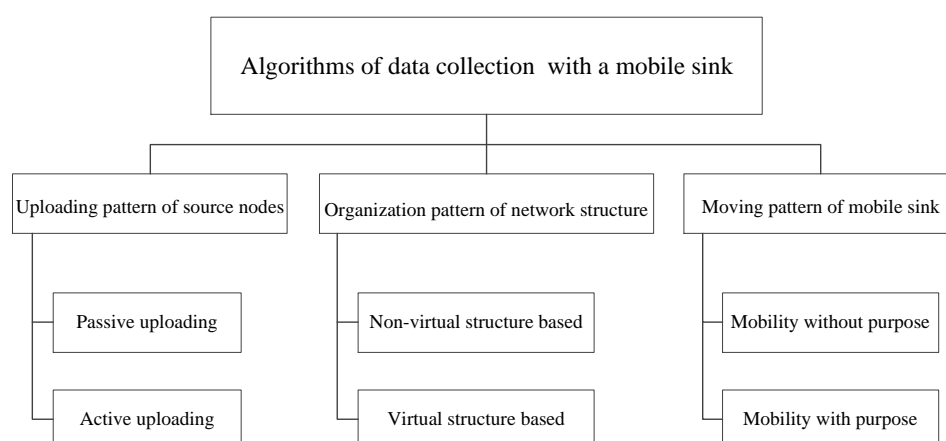 Algorithms of data collection with a mobile sink
Uploading pattern of source nodes
Organization pattern of network structure
Moving pattern of mobile sink
Passive uploading
Non-virtual structure based
Mobility without purpose
Active uploading
Virtual structure based
Mobility with purpose